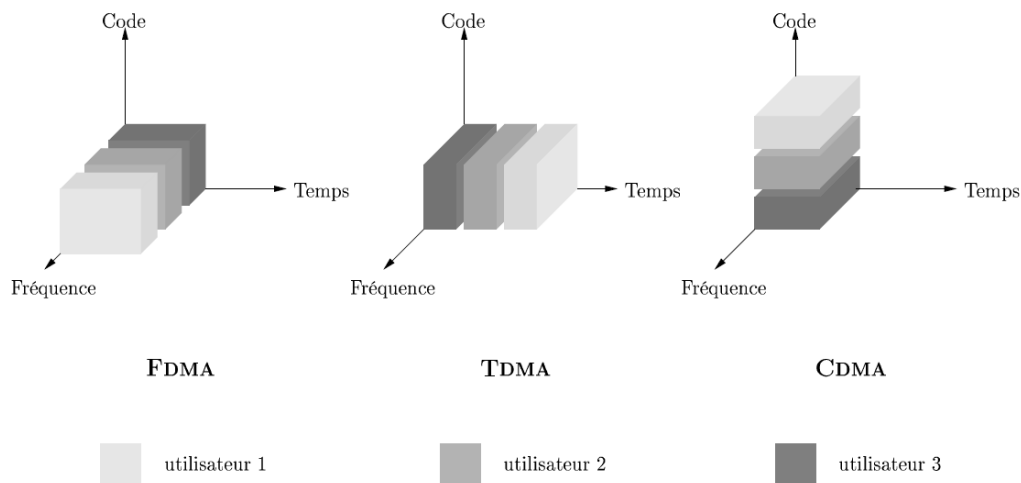 Code
Code
Code
Temps
Temps
Temps
Fréquence
Fréquence
Fréquence
FDMA
TDMA
CDMA
utilisateur 1
utilisateur 2
utilisateur 3